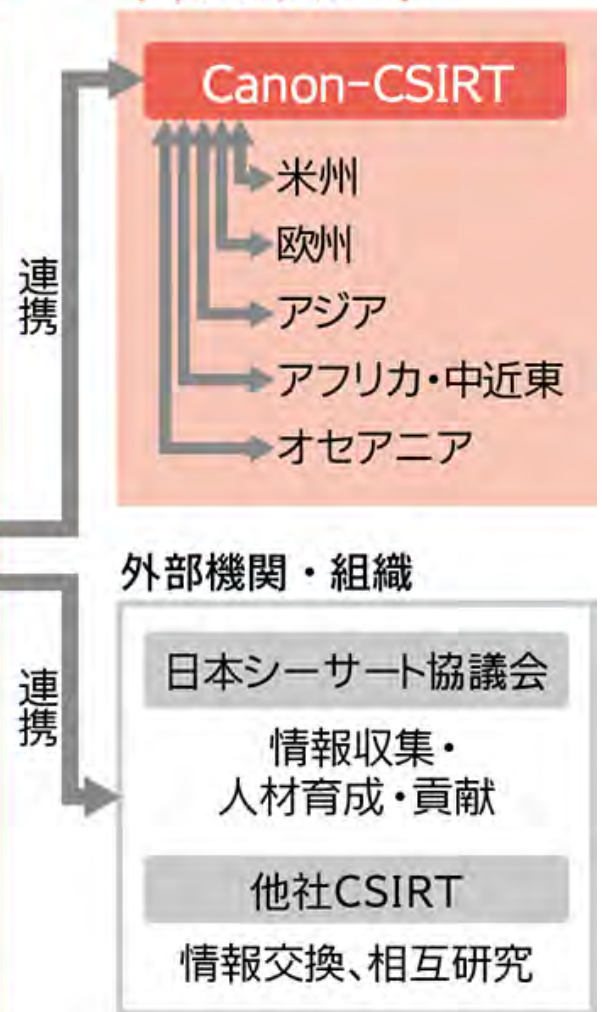 Canon-CSIRT
米州
欧州
アジア
アフリカ・中近東
オセアニア
連携
外部機関・組織
日本シーサート協議会
情報収集・
人材育成・貢献
他社CSIRT
情報交換、相互研究
連携